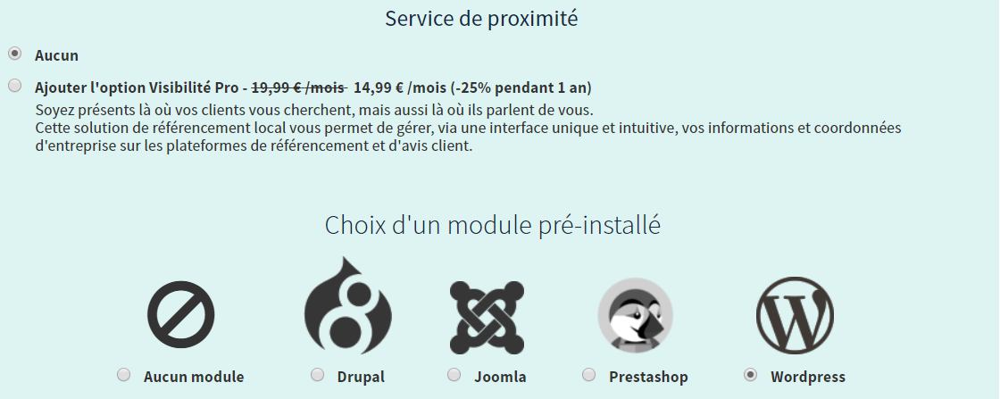 Service de proximité
Aucun
Ajouter l'option Visibilité Pro - 19,99 € /mois 14,99 € /mois (-25% pendant 1 an)
Soyez présents là où vos clients vous cherchent, mais aussi là où ils parlent de vous.
Cette solution de référencement local vous permet de gérer, via une interface unique et intuitive, vos informations et coordonnées
d'entreprise sur les plateformes de référencement et d'avis client.
Choix d'un module pré-installé
Aucun module
Drupal
Joomla
Prestashop
Wordpress